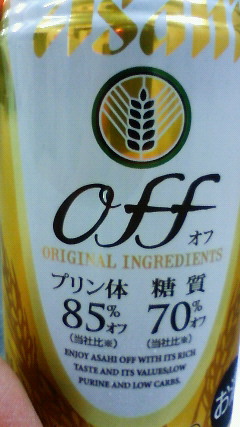 Asahi
off
オフ
ORIGINAL INGREDIENTS
プリン体 糖質
85%オフ 70%オフ
(当社比※) (当社比※)
ENJOY ASAHI OFF WITH ITS RICH
TASTE AND ITS VALUES;LOW
PURINE AND LOW CARBS.
お